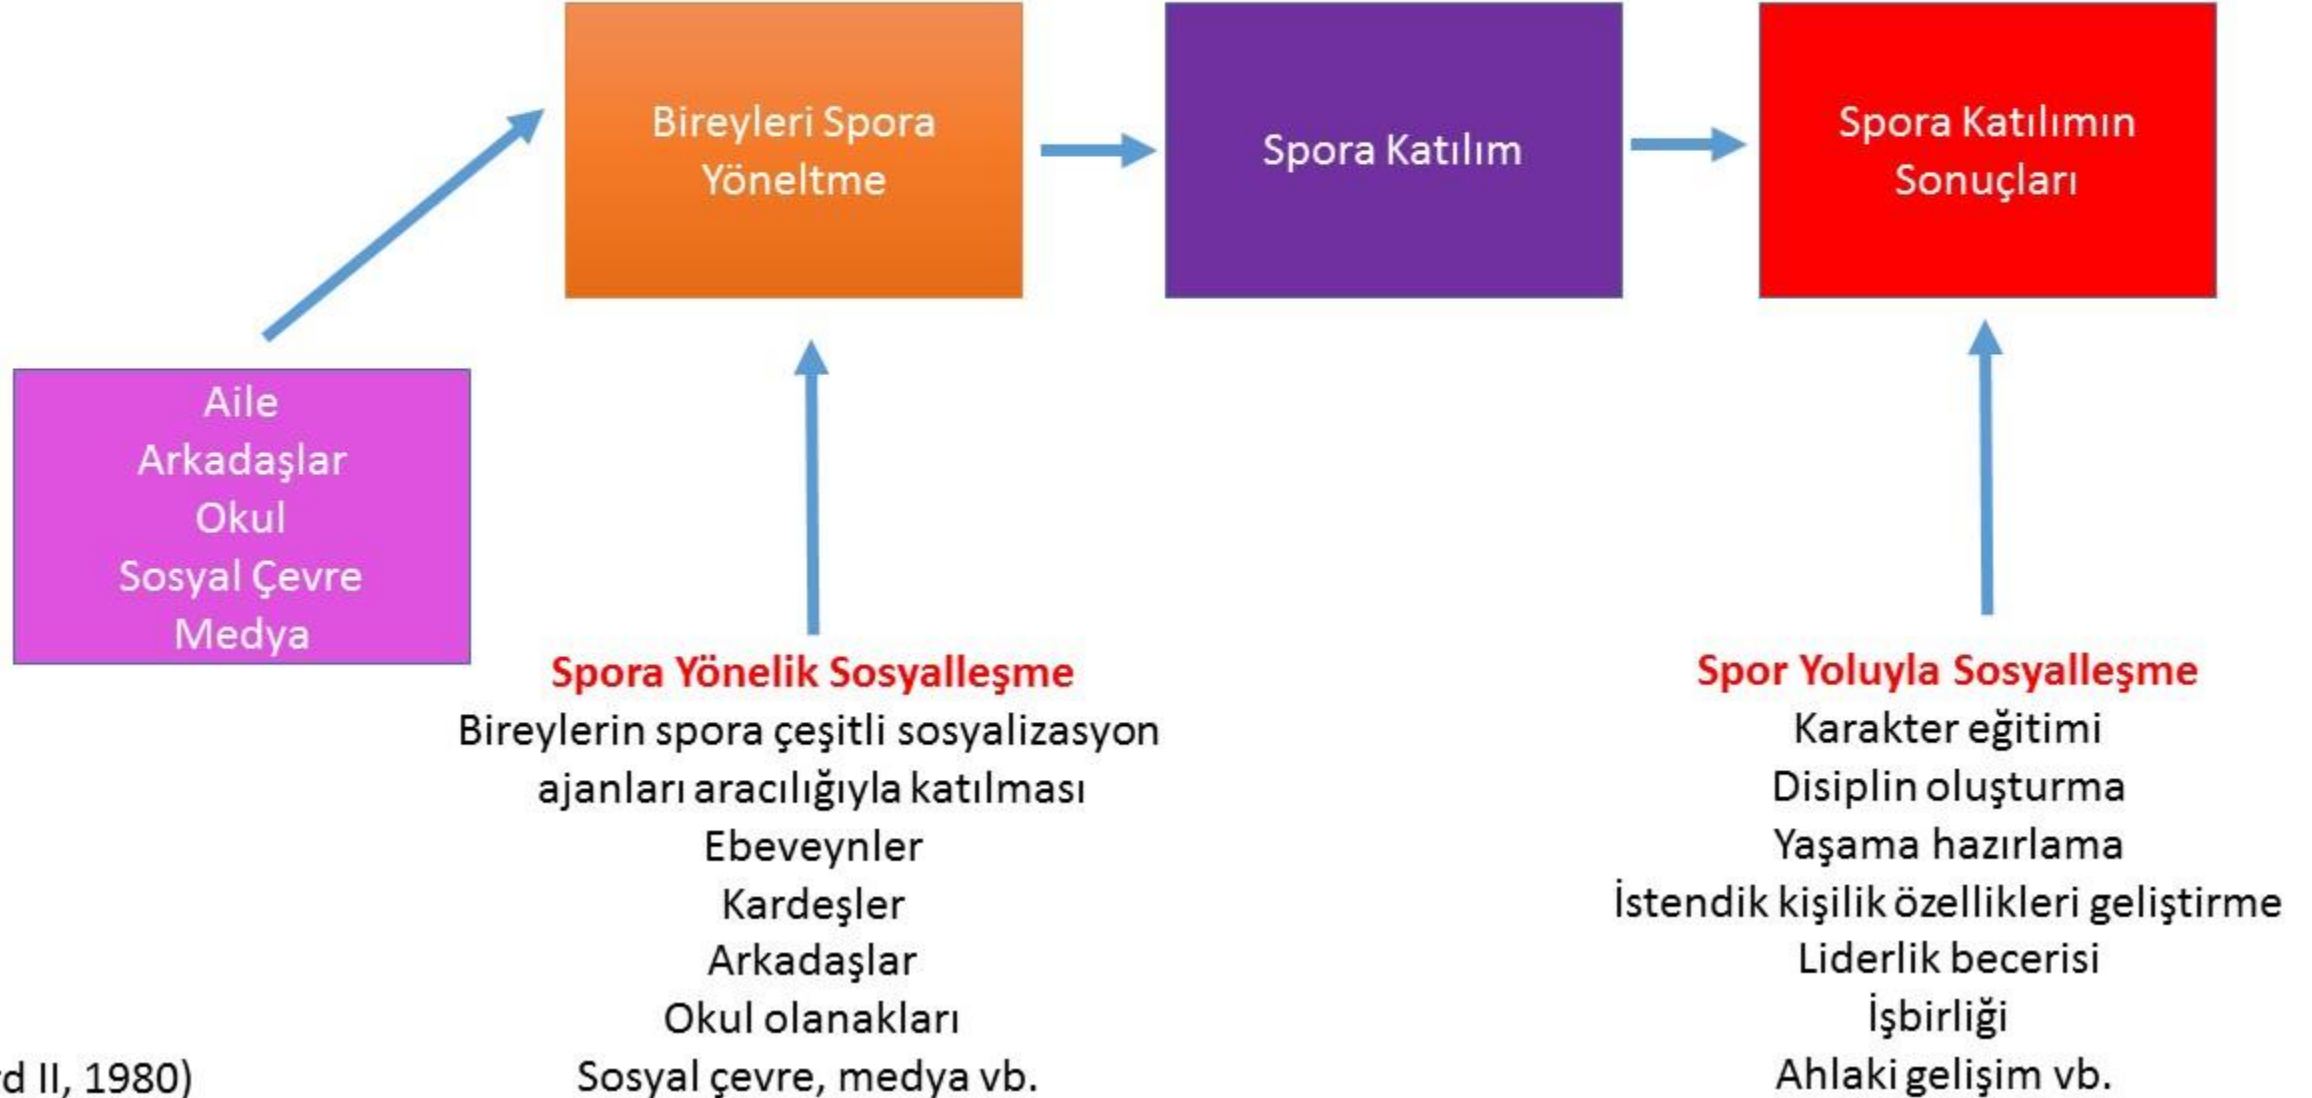 Bireyleri Spora
Yöneltme
Spora Katılım
Spora Katılımın
Sonuçları
Aile
Arkadaşlar
Okul
Sosyal Çevre
Medya
Spora Yönelik Sosyalleşme
Bireylerin spora çeşitli sosyalizasyon
ajanları aracılığıyla katılması
Ebeveynler
Kardeşler
Arkadaşlar
Okul olanakları
Sosyal çevre, medya vb.
Spor Yoluyla Sosyalleşme
Karakter eğitimi
Disiplin oluşturma
Yaşama hazırlama
İstendik kişilik özellikleri geliştirme
Liderlik becerisi
İşbirliği
Ahlaki gelişim vb.
II, 1980)